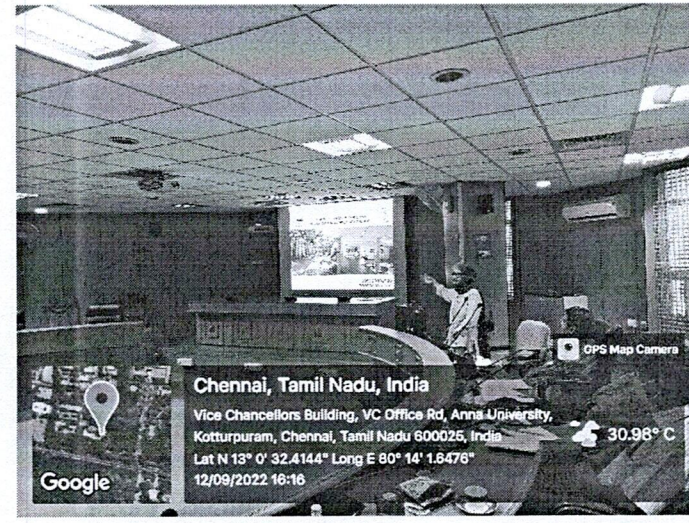 GPS Map Camera
Chennai, Tamil Nadu, India
Vice Chancellors Building, VC Office Rd, Anna University,
Kotturpuram, Chennai, Tamil Nadu 600025, India
Lat N 13° 0' 32.4144" Long E 80° 14' 1.6476"
12/09/2022 16:16
30.98° C
Google